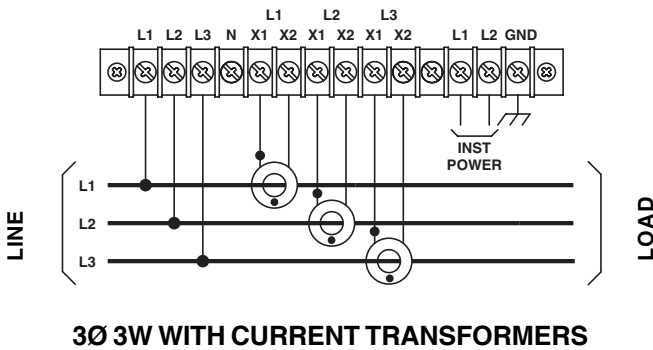 L1 L2 L3
L1 L2 L3 N X1 X2 X1 X2 X1 X2 L1 L2 GND
INST
POWER
LINE
L1
L2
L3
LOAD
3Ø 3W WITH CURRENT TRANSFORMERS